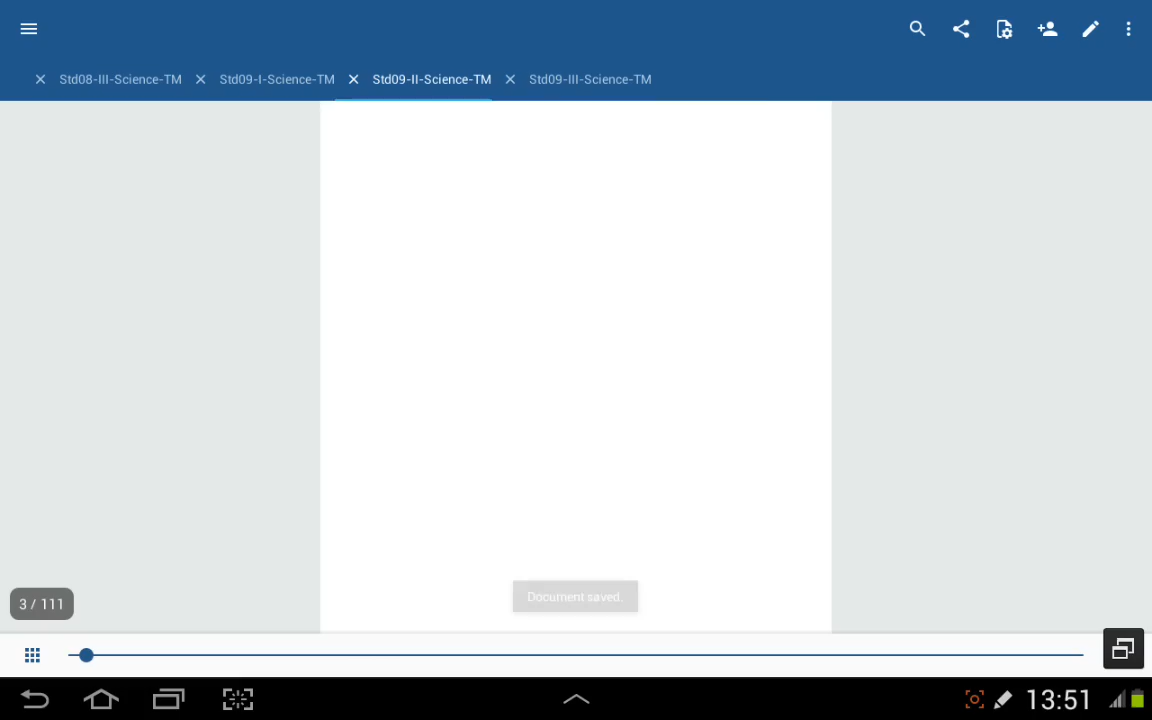 Std08-III-Science-TM
Std09-I-Science-TM
Std09-II-Science-TM
Std09-III-Science-TM
Document saved.
3 / 111
13:51